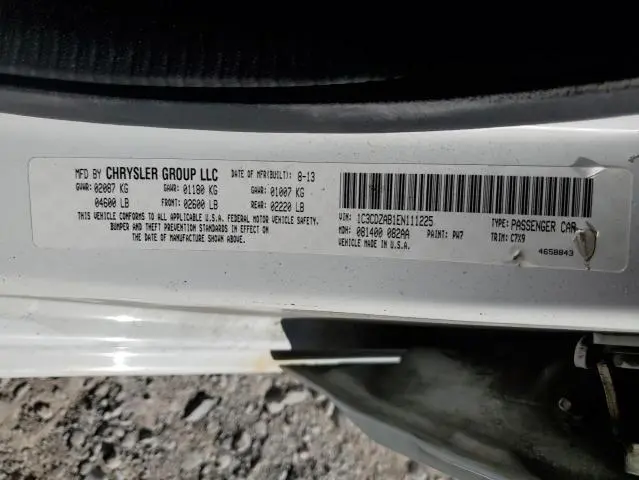 MFD BY CHRYSLER GROUP LLC DATE OF MFR(BUILT): 8-13
GVWR: 02087 KG GAWR: 01180 KG GAWR: 01007 KG
04600 LB FRONT: 02600 LB REAR: 02220 LB
THIS VEHICLE CONFORMS TO ALL APPLICABLE U.S.A. FEDERAL MOTOR VEHICLE SAFETY,
BUMPER AND THEFT PREVENTION STANDARDS IN EFFECT ON
THE DATE OF MANUFACTURE SHOWN ABOVE.
VIN: 1C3CDZAB1EN111225 TYPE: PASSENGER CAR
MDH: 081400 082AA PAINT: PW7 TRIM: C7X9
VEHICLE MADE IN U.S.A.
4658843